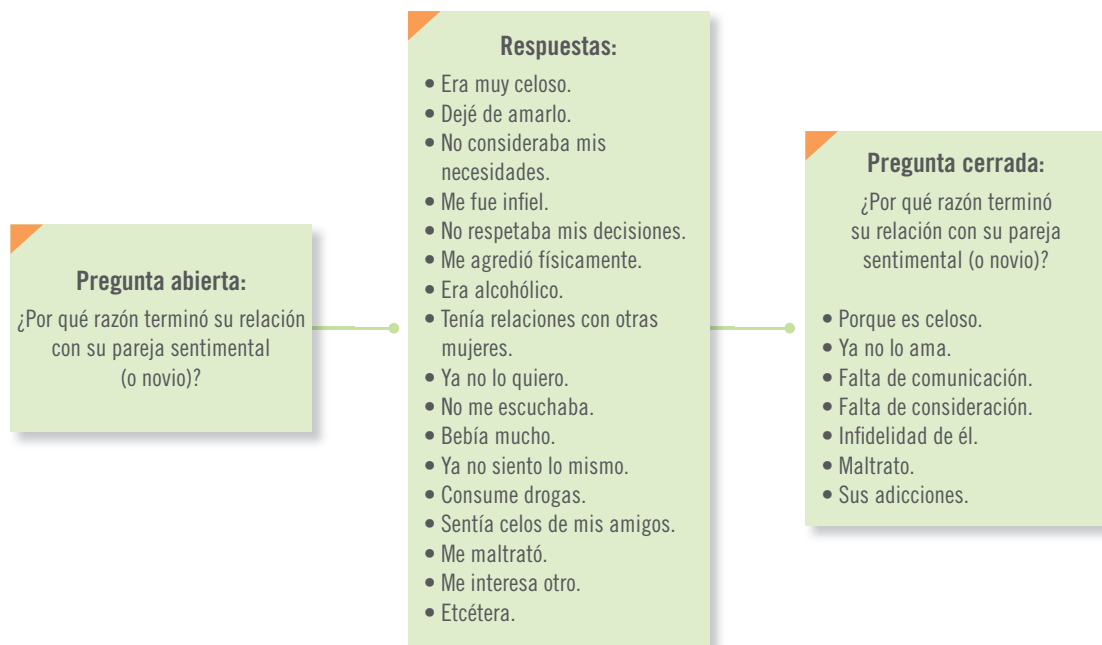 Pregunta abierta:
¿Por qué razón terminó su relación
con su pareja sentimental
(o novio)?
Respuestas:
• Era muy celoso.
• Dejé de amarlo.
• No consideraba mis
necesidades.
• Me fue infiel.
• No respetaba mis decisiones.
• Me agredió físicamente.
• Era alcohólico.
• Tenía relaciones con otras
mujeres.
• Ya no lo quiero.
• No me escuchaba.
• Bebía mucho.
• Ya no siento lo mismo.
• Consume drogas.
• Sentía celos de mis amigos.
• Me maltrató.
• Me interesa otro.
• Etcétera.
Pregunta cerrada:
¿Por qué razón terminó
su relación con su pareja
sentimental (o novio)?
• Porque es celoso.
• Ya no lo ama.
• Falta de comunicación.
• Falta de consideración.
• Infidelidad de él.
• Maltrato.
• Sus adicciones.